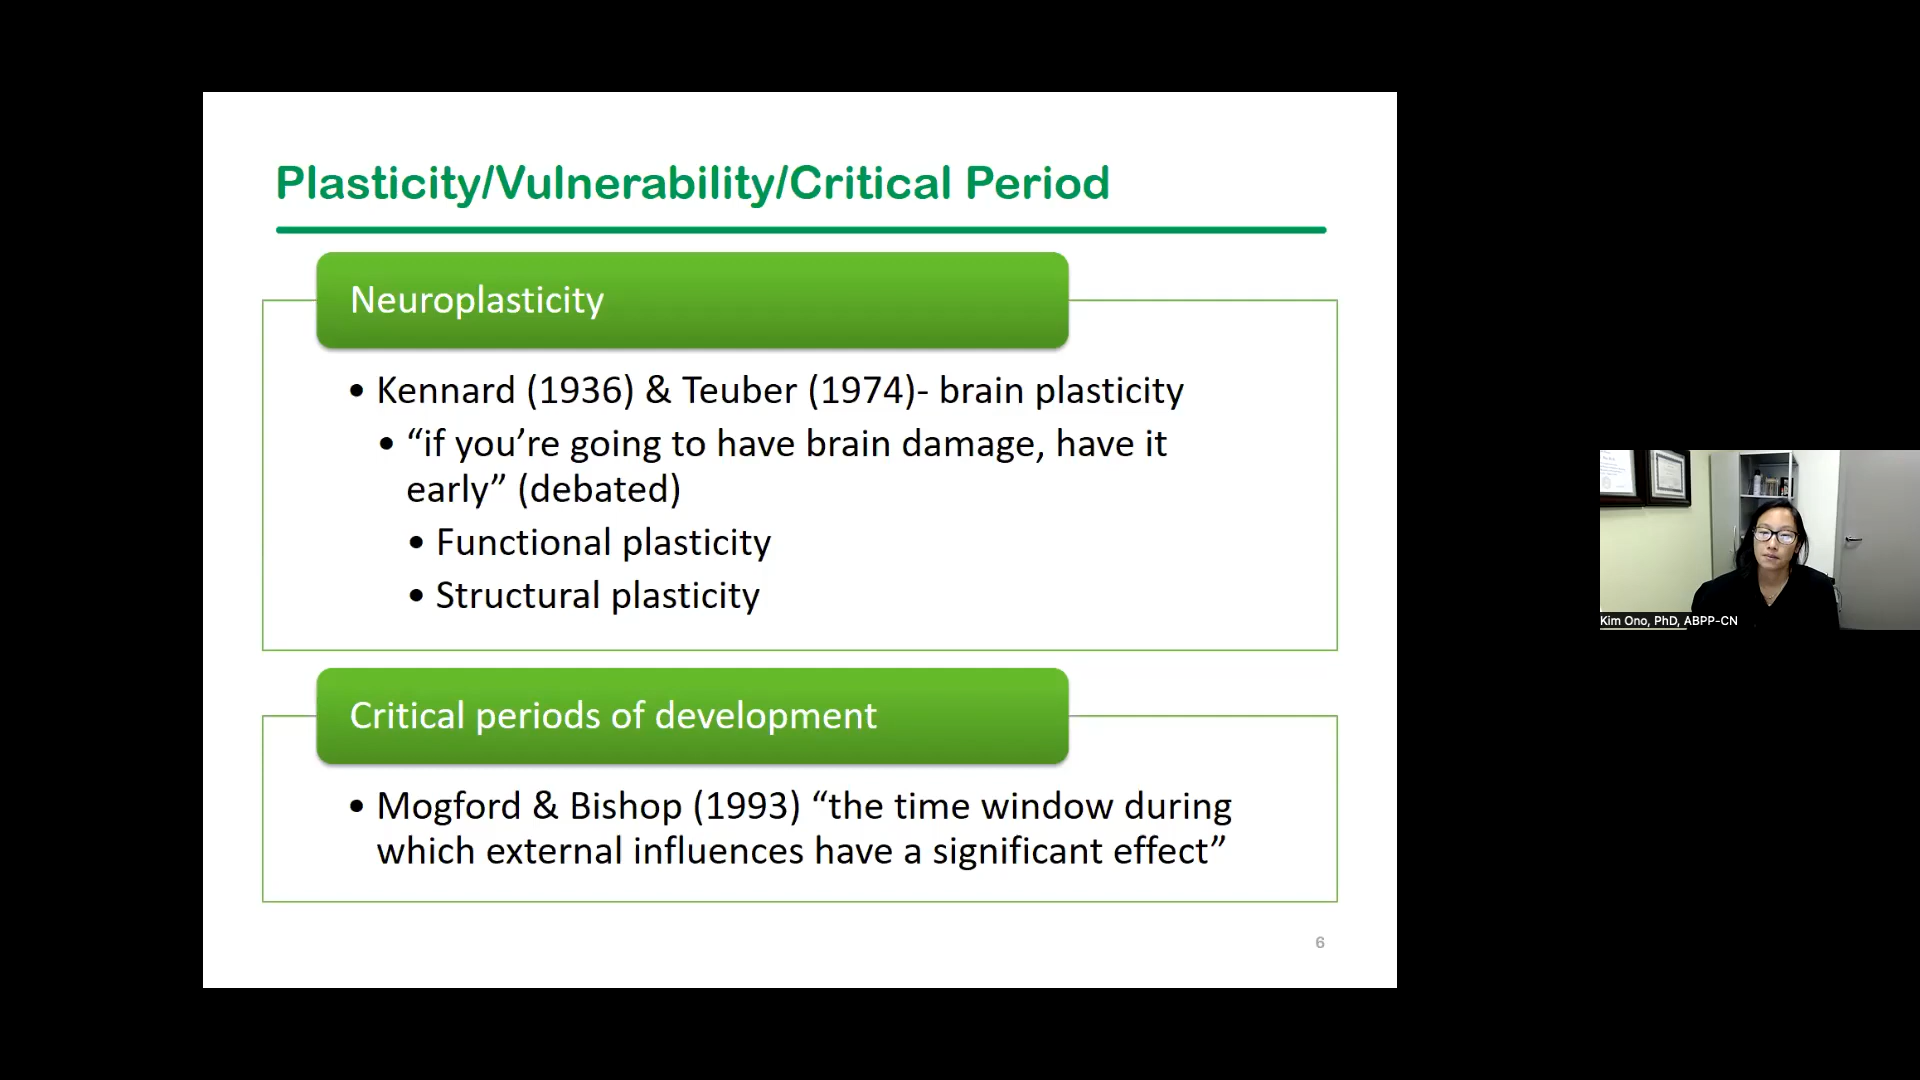 Plasticity/Vulnerability/Critical Period
Neuroplasticity
• Kennard (1936) & Teuber (1974)- brain plasticity
• “if you’re going to have brain damage, have it
early” (debated)
• Functional plasticity
• Structural plasticity
Critical periods of development
• Mogford & Bishop (1993) “the time window during
which external influences have a significant effect”
6
Kim Ono, PhD, ABPP-CN